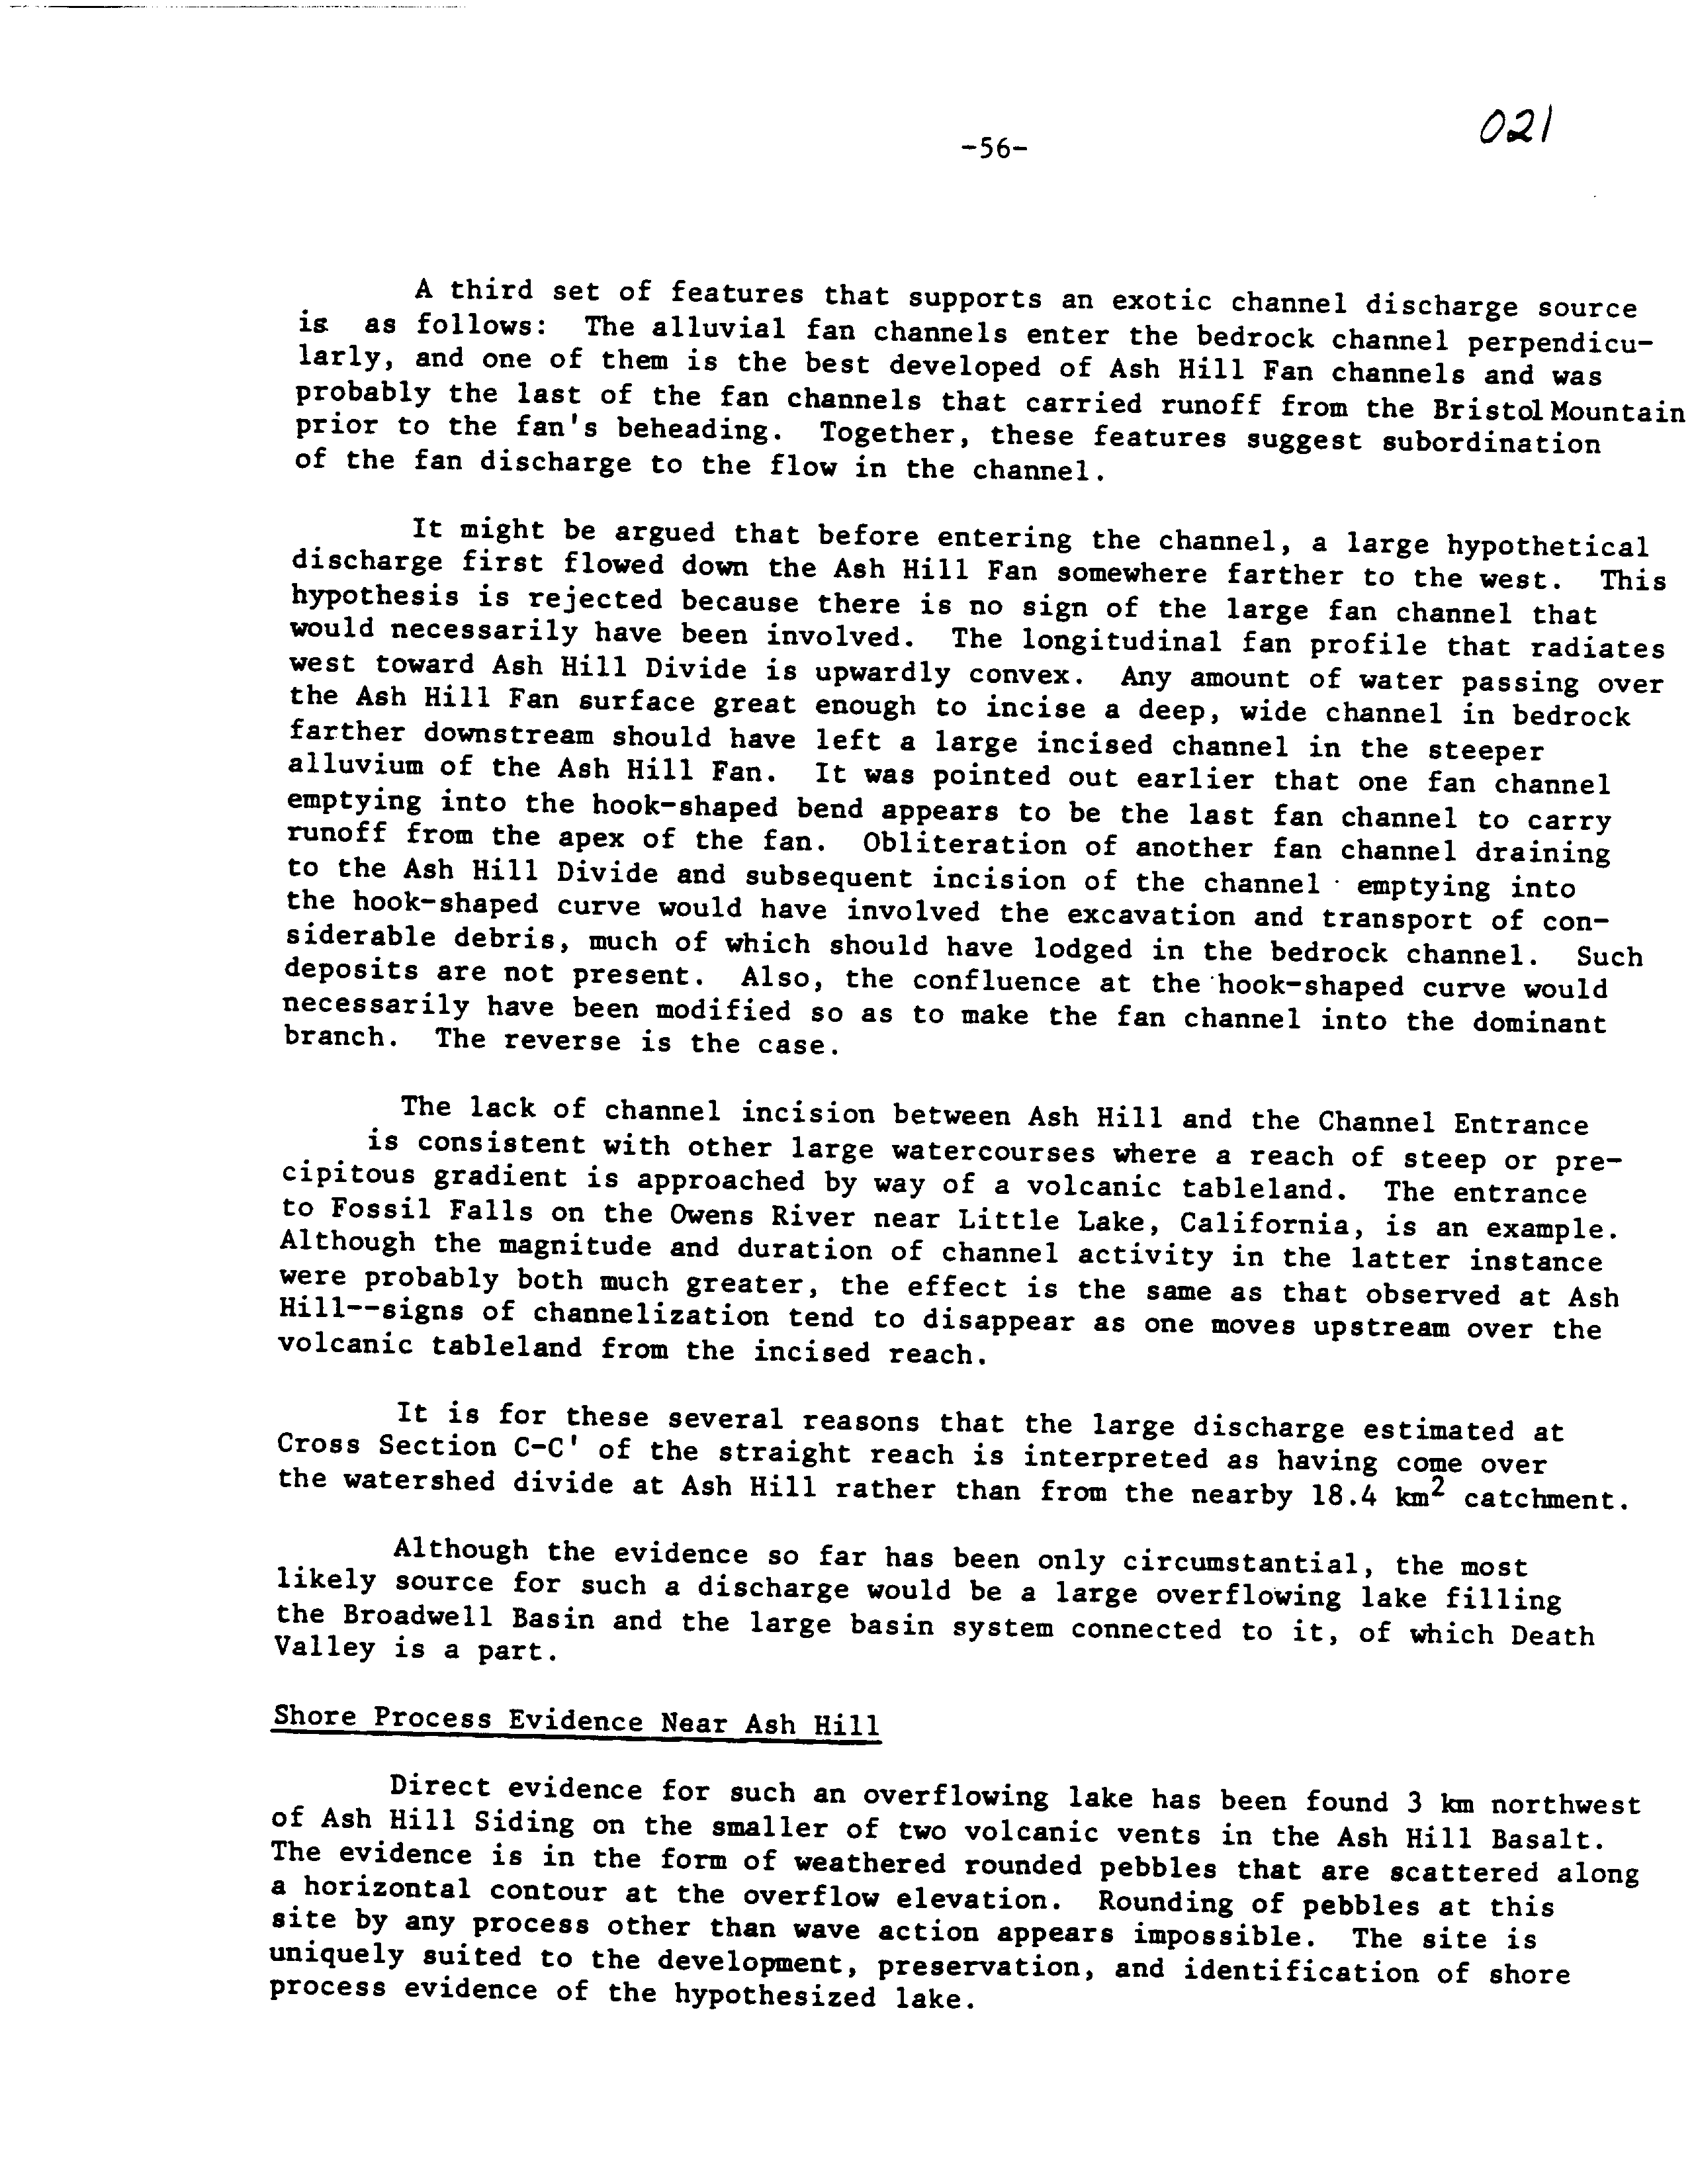 021
-56-
A third set of features that supports an exotic channel discharge source
is as follows: The alluvial fan channels enter the bedrock channel perpendicu-
larly, and one of them is the best developed of Ash Hill Fan channels and was
probably the last of the fan channels that carried runoff from the Bristol Mountain
prior to the fan's beheading. Together, these features suggest subordination
of the fan discharge to the flow in the channel.
It might be argued that before entering the channel, a large hypothetical
discharge first flowed down the Ash Hill Fan somewhere farther to the west. This
hypothesis is rejected because there is no sign of the large fan channel that
would necessarily have been involved. The longitudinal fan profile that radiates
west toward Ash Hill Divide is upwardly convex. Any amount of water passing over
the Ash Hill Fan surface great enough to incise a deep, wide channel in bedrock
farther downstream should have left a large incised channel in the steeper
alluvium of the Ash Hill Fan. It was pointed out earlier that one fan channel
emptying into the hook-shaped bend appears to be the last fan channel to carry
runoff from the apex of the fan. Obliteration of another fan channel draining
to the Ash Hill Divide and subsequent incision of the channel emptying into
the hook-shaped curve would have involved the excavation and transport of con-
siderable debris, much of which should have lodged in the bedrock channel. Such
deposits are not present. Also, the confluence at the hook-shaped curve would
necessarily have been modified so as to make the fan channel into the dominant
branch. The reverse is the case.
The lack of channel incision between Ash Hill and the Channel Entrance
is consistent with other large watercourses where a reach of steep or pre-
cipitous gradient is approached by way of a volcanic tableland. The entrance
to Fossil Falls on the Owens River near Little Lake, California, is an example.
Although the magnitude and duration of channel activity in the latter instance
were probably both much greater, the effect is the same as that observed at Ash
Hill--signs of channelization tend to disappear as one moves upstream over the
volcanic tableland from the incised reach.
It is for these several reasons that the large discharge estimated at
Cross Section C-C' of the straight reach is interpreted as having come over
the watershed divide at Ash Hill rather than from the nearby 18.4 km² catchment.
Although the evidence so far has been only circumstantial, the most
likely source for such a discharge would be a large overflowing lake filling
the Broadwell Basin and the large basin system connected to it, of which Death
Valley is a part.
Shore Process Evidence Near Ash Hill
Direct evidence for such an overflowing lake has been found 3 km northwest
of Ash Hill Siding on the smaller of two volcanic vents in the Ash Hill Basalt.
The evidence is in the form of weathered rounded pebbles that are scattered along
a horizontal contour at the overflow elevation. Rounding of pebbles at this
site by any process other than wave action appears impossible. The site is
uniquely suited to the development, preservation, and identification of shore
process evidence of the hypothesized lake.